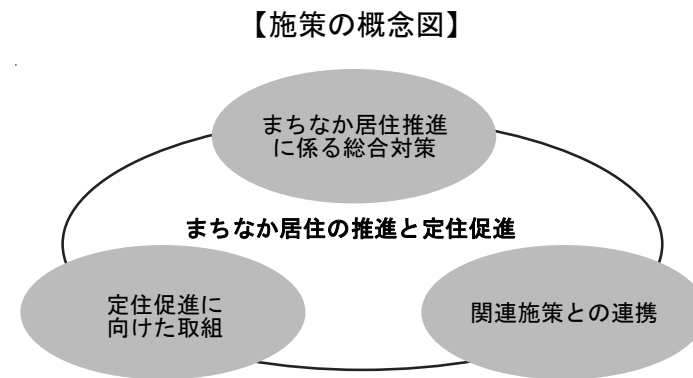 【施策の概念図】
まちなか居住推進
に係る総合対策
まちなか居住の推進と定住促進
定住促進に
向けた取組
関連施策との連携